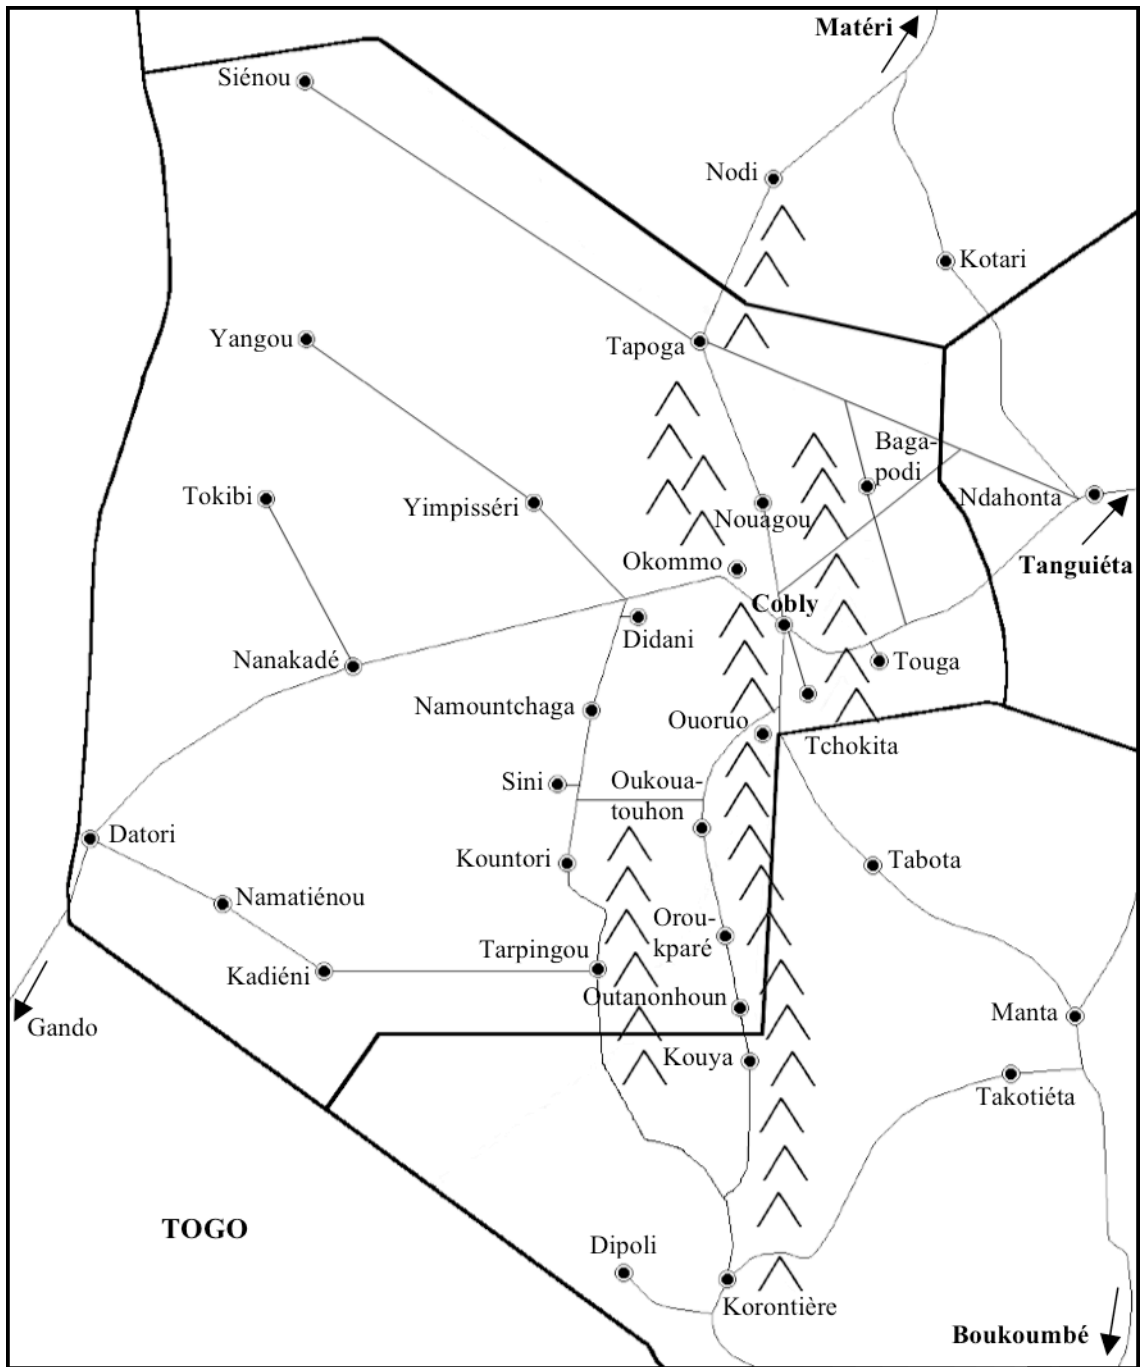 Matéri
Siénou
Nodi
Kotari
Yangou
Tapoga
Baga-
podi
Tokibi
Yimpisséri
Ndahonta
Nouagou
Okommo
Tanguiéta
Cobly
Didani
Nanakadé
Touga
Namountchaga
Ouoruo
Tchokita
Sini
Oukoua-
touhon
Datori
Kountori
Tabota
Namatiénou
Orou-
kparé
Tarpingou
Kadiéni
Outanonhoun
Gando
Manta
Kouya
Takotiéta
TOGO
Dipoli
Korontière
Boukoumbé